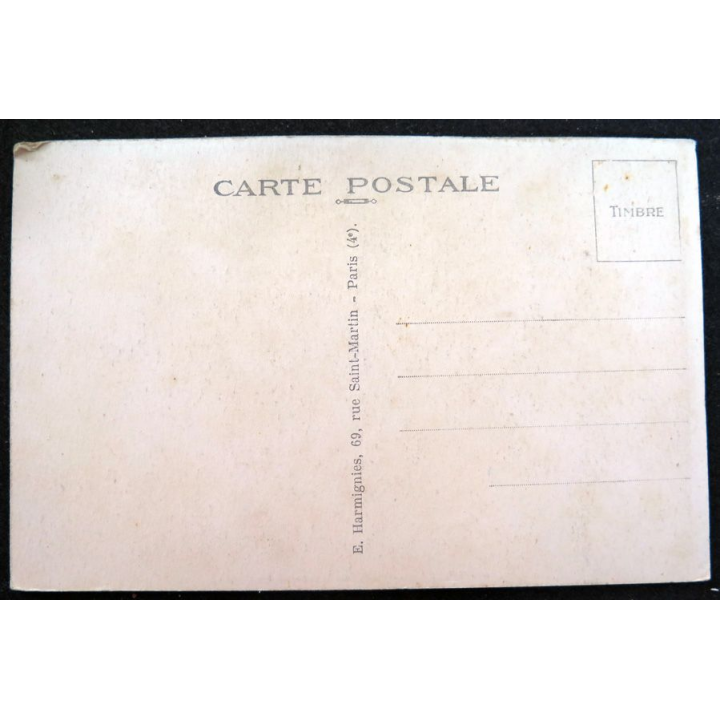 CARTE POSTALE
TIMBRE
E. Harmignies, 69, rue Saint-Martin - Paris (4e).